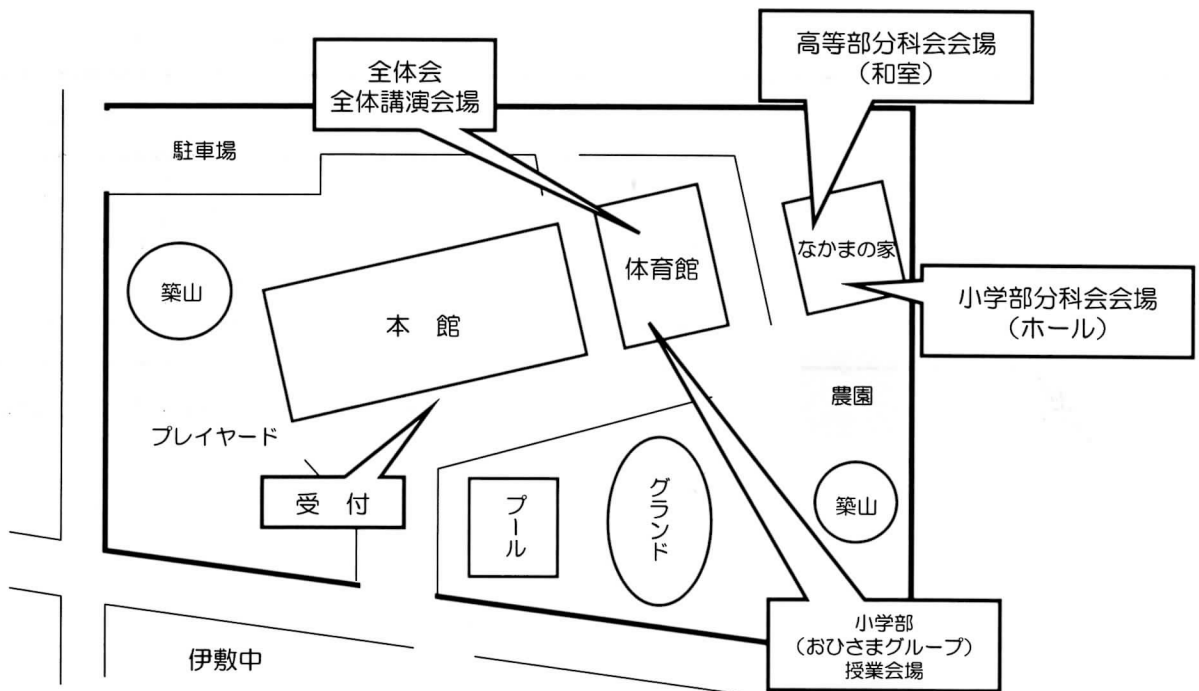 高等部分科会会場
（和室）
全体会
全体講演会場
駐車場
なかまの家
体育館
築山
小学部分科会会場
（ホール）
本　館
農園
プレイヤード
受　付
プール
グランド
築山
小学部
（おひさまグループ）
授業会場
伊敷中